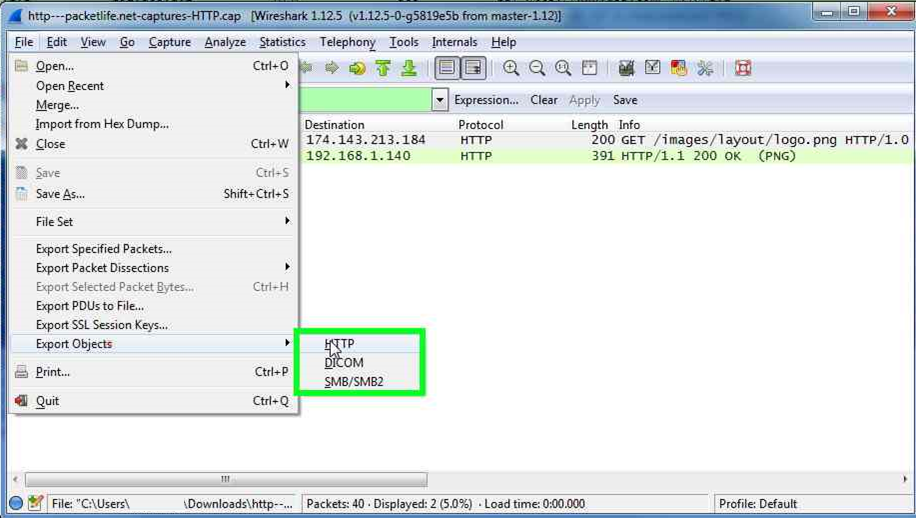 http---packetlife.net-captures-HTTP.cap [Wireshark 1.12.5 (v1.12.5-0-g5819e5b from master-1.12)]
File Edit View Go Capture Analyze Statistics Telephony Tools Internals Help
Open... Ctrl+O
Open Recent
Merge...
Import from Hex Dump...
Close Ctrl+W
Save Ctrl+S
Save As... Shift+Ctrl+S
File Set
Export Specified Packets...
Export Packet Dissections
Export Selected Packet Bytes... Ctrl+H
Export PDUs to File...
Export SSL Session Keys...
Export Objects
Print... Ctrl+P
Quit Ctrl+Q
HTTP
DICOM
SMB/SMB2
Expression... Clear Apply Save
Destination Protocol Length Info
174.143.213.184 HTTP 200 GET /images/layout/logo.png HTTP/1.0
192.168.1.140 HTTP 391 HTTP/1.1 200 OK (PNG)
File: "C:\Users\ \Downloads\http--... Packets: 40 · Displayed: 2 (5.0%) · Load time: 0:00.000 Profile: Default